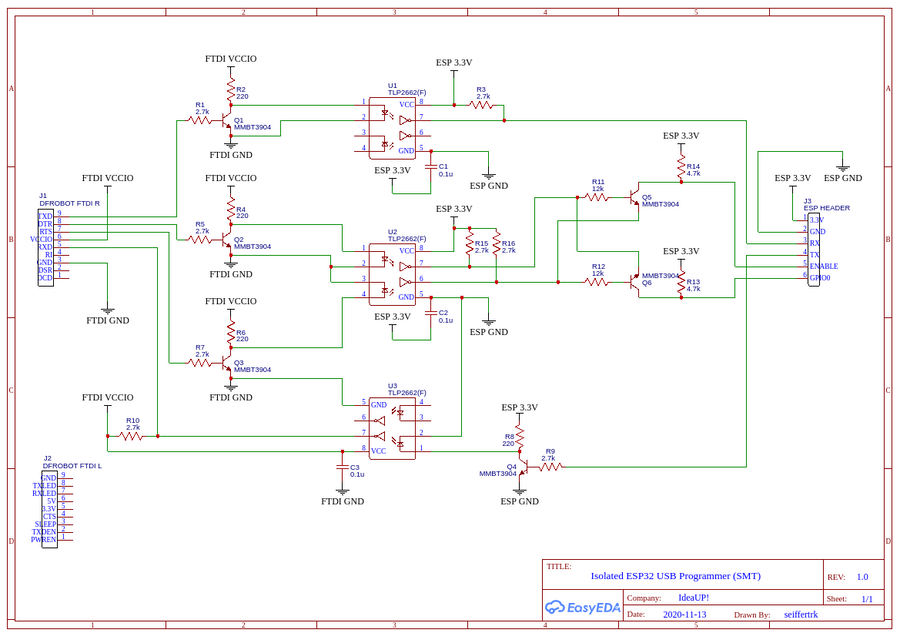 1 2 3 4 5
A
B
C
D
A
B
C
D
FTDI VCCIO
R2
220
R1
2.7k
Q1
MMBT3904
FTDI GND
U1
TLP2662(F)
1
2
3
4
VCC 8
7
6
GND 5
ESP 3.3V
R3
2.7k
ESP 3.3V
C1
0.1u
ESP GND
FTDI VCCIO
J1
DFROBOT FTDI R
TXD 9
DTR 8
RTS 7
VCCIO 6
RXD 5
RI 4
GND 3
DSR 2
DCD 1
FTDI GND
FTDI VCCIO
R4
220
R5
2.7k
Q2
MMBT3904
FTDI GND
U2
TLP2662(F)
1
2
3
4
VCC 8
7
6
GND 5
ESP 3.3V
R15
2.7k
R16
2.7k
ESP 3.3V
C2
0.1u
ESP GND
ESP 3.3V
R14
4.7k
R11
12k
Q5
MMBT3904
ESP 3.3V
R12
12k
MMBT3904
Q6
R13
4.7k
ESP 3.3V
ESP GND
J3
ESP HEADER
1 3.3V
2 GND
3 RX
4 TX
5 ENABLE
6 GPIO0
FTDI VCCIO
R6
220
R7
2.7k
Q3
MMBT3904
FTDI GND
U3
TLP2662(F)
5 GND 4
6 3
7 2
8 VCC 1
FTDI VCCIO
R10
2.7k
C3
0.1u
FTDI GND
ESP 3.3V
R8
220
R9
2.7k
Q4
MMBT3904
ESP GND
J2
DFROBOT FTDI L
GND 9
TXLED 8
RXLED 7
5V 6
3.3V 5
CTS 4
SLEEP 3
TXDEN 2
PWREN 1
TITLE:
Isolated ESP32 USB Programmer (SMT)
REV: 1.0
EasyEDA
Company: IdeaUP!
Sheet: 1/1
Date: 2020-11-13 Drawn By: seiffertrk
1 2 3 4 5